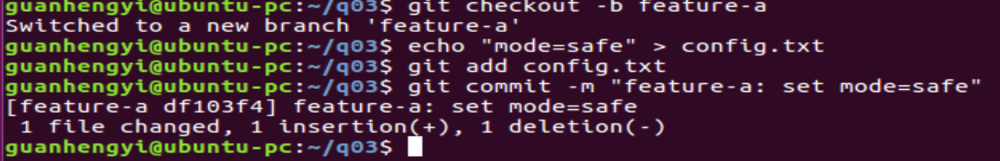 guanhengyi@ubuntu-pc:~/q03$ git checkout -b feature-a
Switched to a new branch 'feature-a'
guanhengyi@ubuntu-pc:~/q03$ echo "mode=safe" > config.txt
guanhengyi@ubuntu-pc:~/q03$ git add config.txt
guanhengyi@ubuntu-pc:~/q03$ git commit -m "feature-a: set mode=safe"
[feature-a df103f4] feature-a: set mode=safe
 1 file changed, 1 insertion(+), 1 deletion(-)
guanhengyi@ubuntu-pc:~/q03$